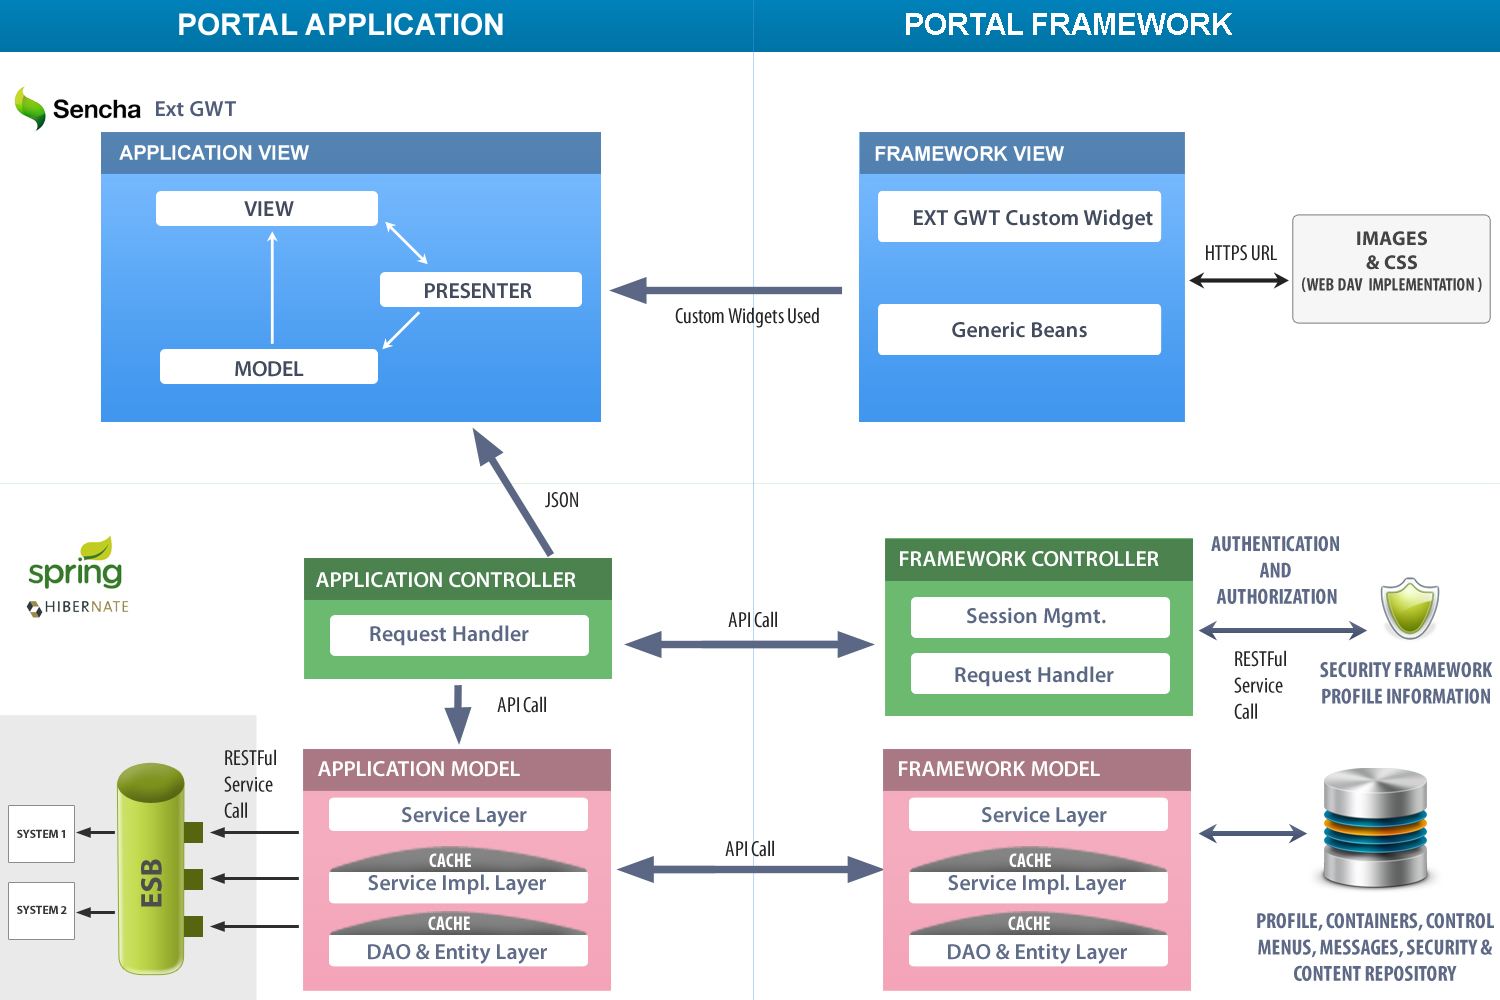 PORTAL APPLICATION
PORTAL FRAMEWORK
Sencha Ext GWT
APPLICATION VIEW
VIEW
PRESENTER
MODEL
Custom Widgets Used
FRAMEWORK VIEW
EXT GWT Custom Widget
Generic Beans
HTTPS URL
IMAGES
& CSS
(WEB DAV IMPLEMENTATION )
JSON
spring
HIBERNATE
APPLICATION CONTROLLER
Request Handler
API Call
FRAMEWORK CONTROLLER
Session Mgmt.
Request Handler
AUTHENTICATION
AND
AUTHORIZATION
RESTFul
Service
Call
SECURITY FRAMEWORK
PROFILE INFORMATION
API Call
RESTFul
Service
Call
SYSTEM 1
SYSTEM 2
ESB
APPLICATION MODEL
Service Layer
CACHE
Service Impl. Layer
CACHE
DAO & Entity Layer
API Call
FRAMEWORK MODEL
Service Layer
CACHE
Service Impl. Layer
CACHE
DAO & Entity Layer
PROFILE, CONTAINERS, CONTROL
MENUS, MESSAGES, SECURITY &
CONTENT REPOSITORY